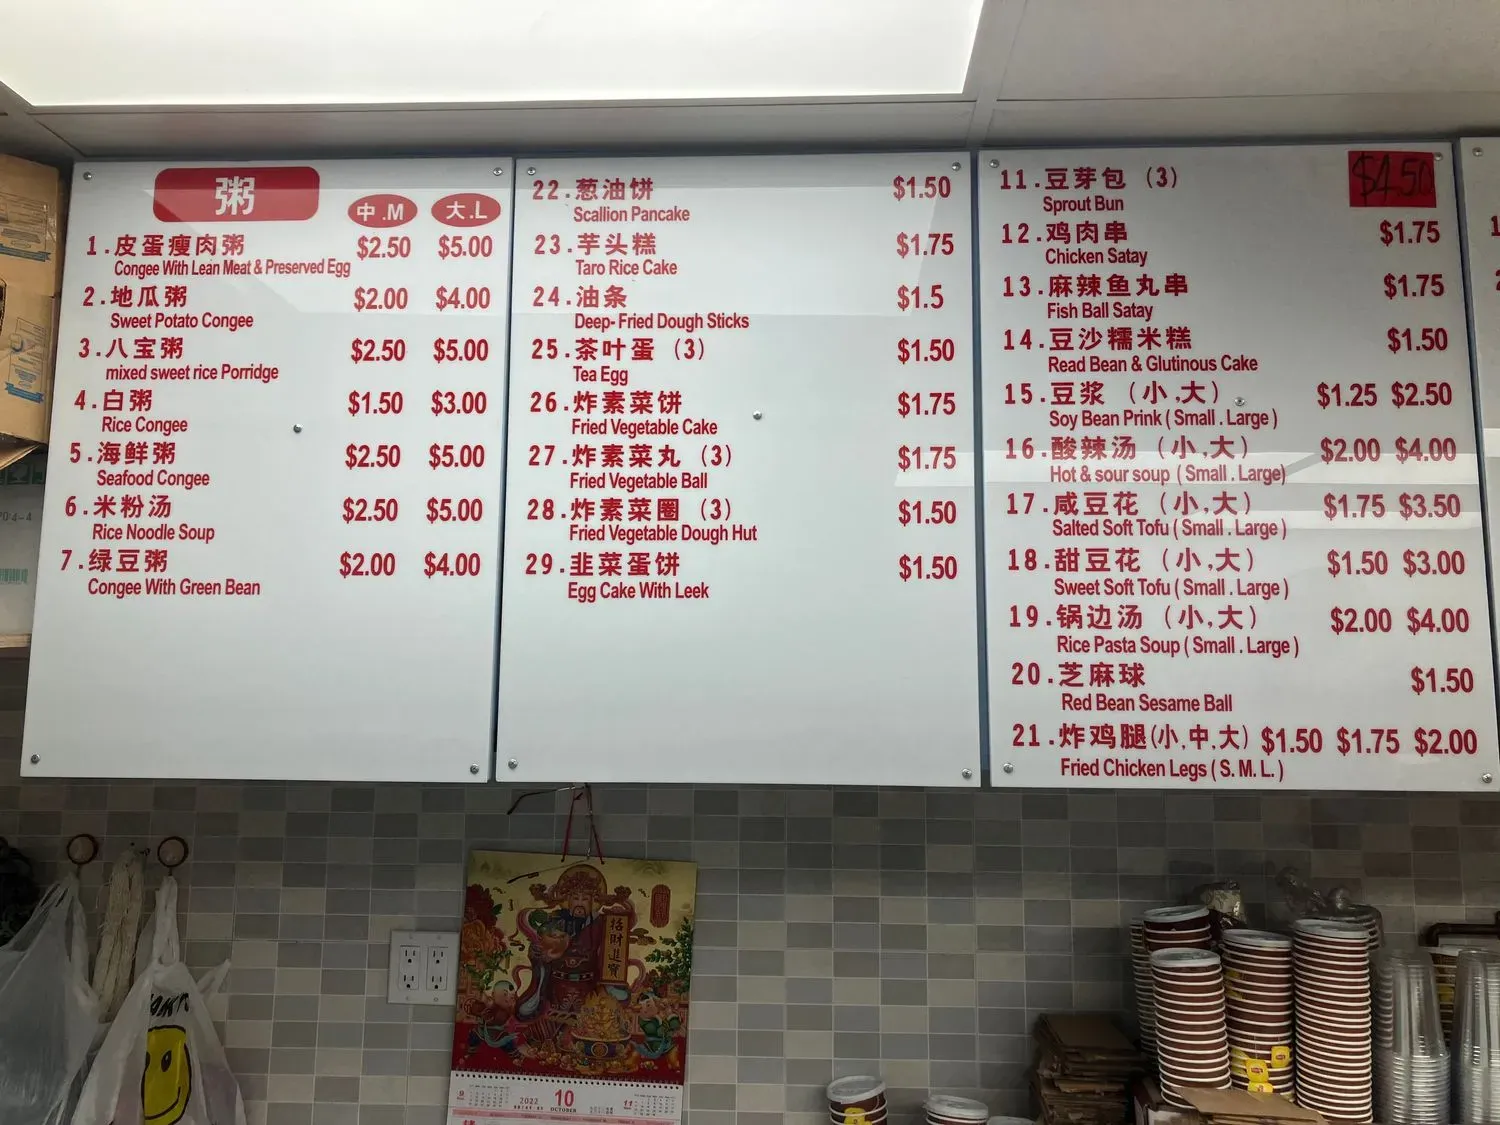 粥
中.M 大.L
1.皮蛋瘦肉粥 $2.50 $5.00
Congee With Lean Meat & Preserved Egg
2.地瓜粥 $2.00 $4.00
Sweet Potato Congee
3.八宝粥 $2.50 $5.00
mixed sweet rice Porridge
4.白粥 $1.50 $3.00
Rice Congee
5.海鲜粥 $2.50 $5.00
Seafood Congee
6.米粉汤 $2.50 $5.00
Rice Noodle Soup
7.绿豆粥 $2.00 $4.00
Congee With Green Bean
22.葱油饼 $1.50
Scallion Pancake
23.芋头糕 $1.75
Taro Rice Cake
24.油条 $1.5
Deep- Fried Dough Sticks
25.茶叶蛋 (3) $1.50
Tea Egg
26.炸素菜饼 $1.75
Fried Vegetable Cake
27.炸素菜丸 (3) $1.75
Fried Vegetable Ball
28.炸素菜圈 (3) $1.50
Fried Vegetable Dough Hut
29.韭菜蛋饼 $1.50
Egg Cake With Leek
11.豆芽包 (3) $4.50
Sprout Bun
12.鸡肉串 $1.75
Chicken Satay
13.麻辣鱼丸串 $1.75
Fish Ball Satay
14.豆沙糯米糕 $1.50
Read Bean & Glutinous Cake
15.豆浆 (小.大) $1.25 $2.50
Soy Bean Prink ( Small . Large )
16.酸辣汤 (小,大) $2.00 $4.00
Hot & sour soup ( Small . Large)
17.咸豆花 (小,大) $1.75 $3.50
Salted Soft Tofu ( Small . Large )
18.甜豆花 (小,大) $1.50 $3.00
Sweet Soft Tofu ( Small . Large )
19.锅边汤 (小,大) $2.00 $4.00
Rice Pasta Soup ( Small . Large )
20.芝麻球 $1.50
Red Bean Sesame Ball
21.炸鸡腿(小,中,大) $1.50 $1.75 $2.00
Fried Chicken Legs ( S. M. L. )
招財進寶
2022 10
OCTOBER
9
11